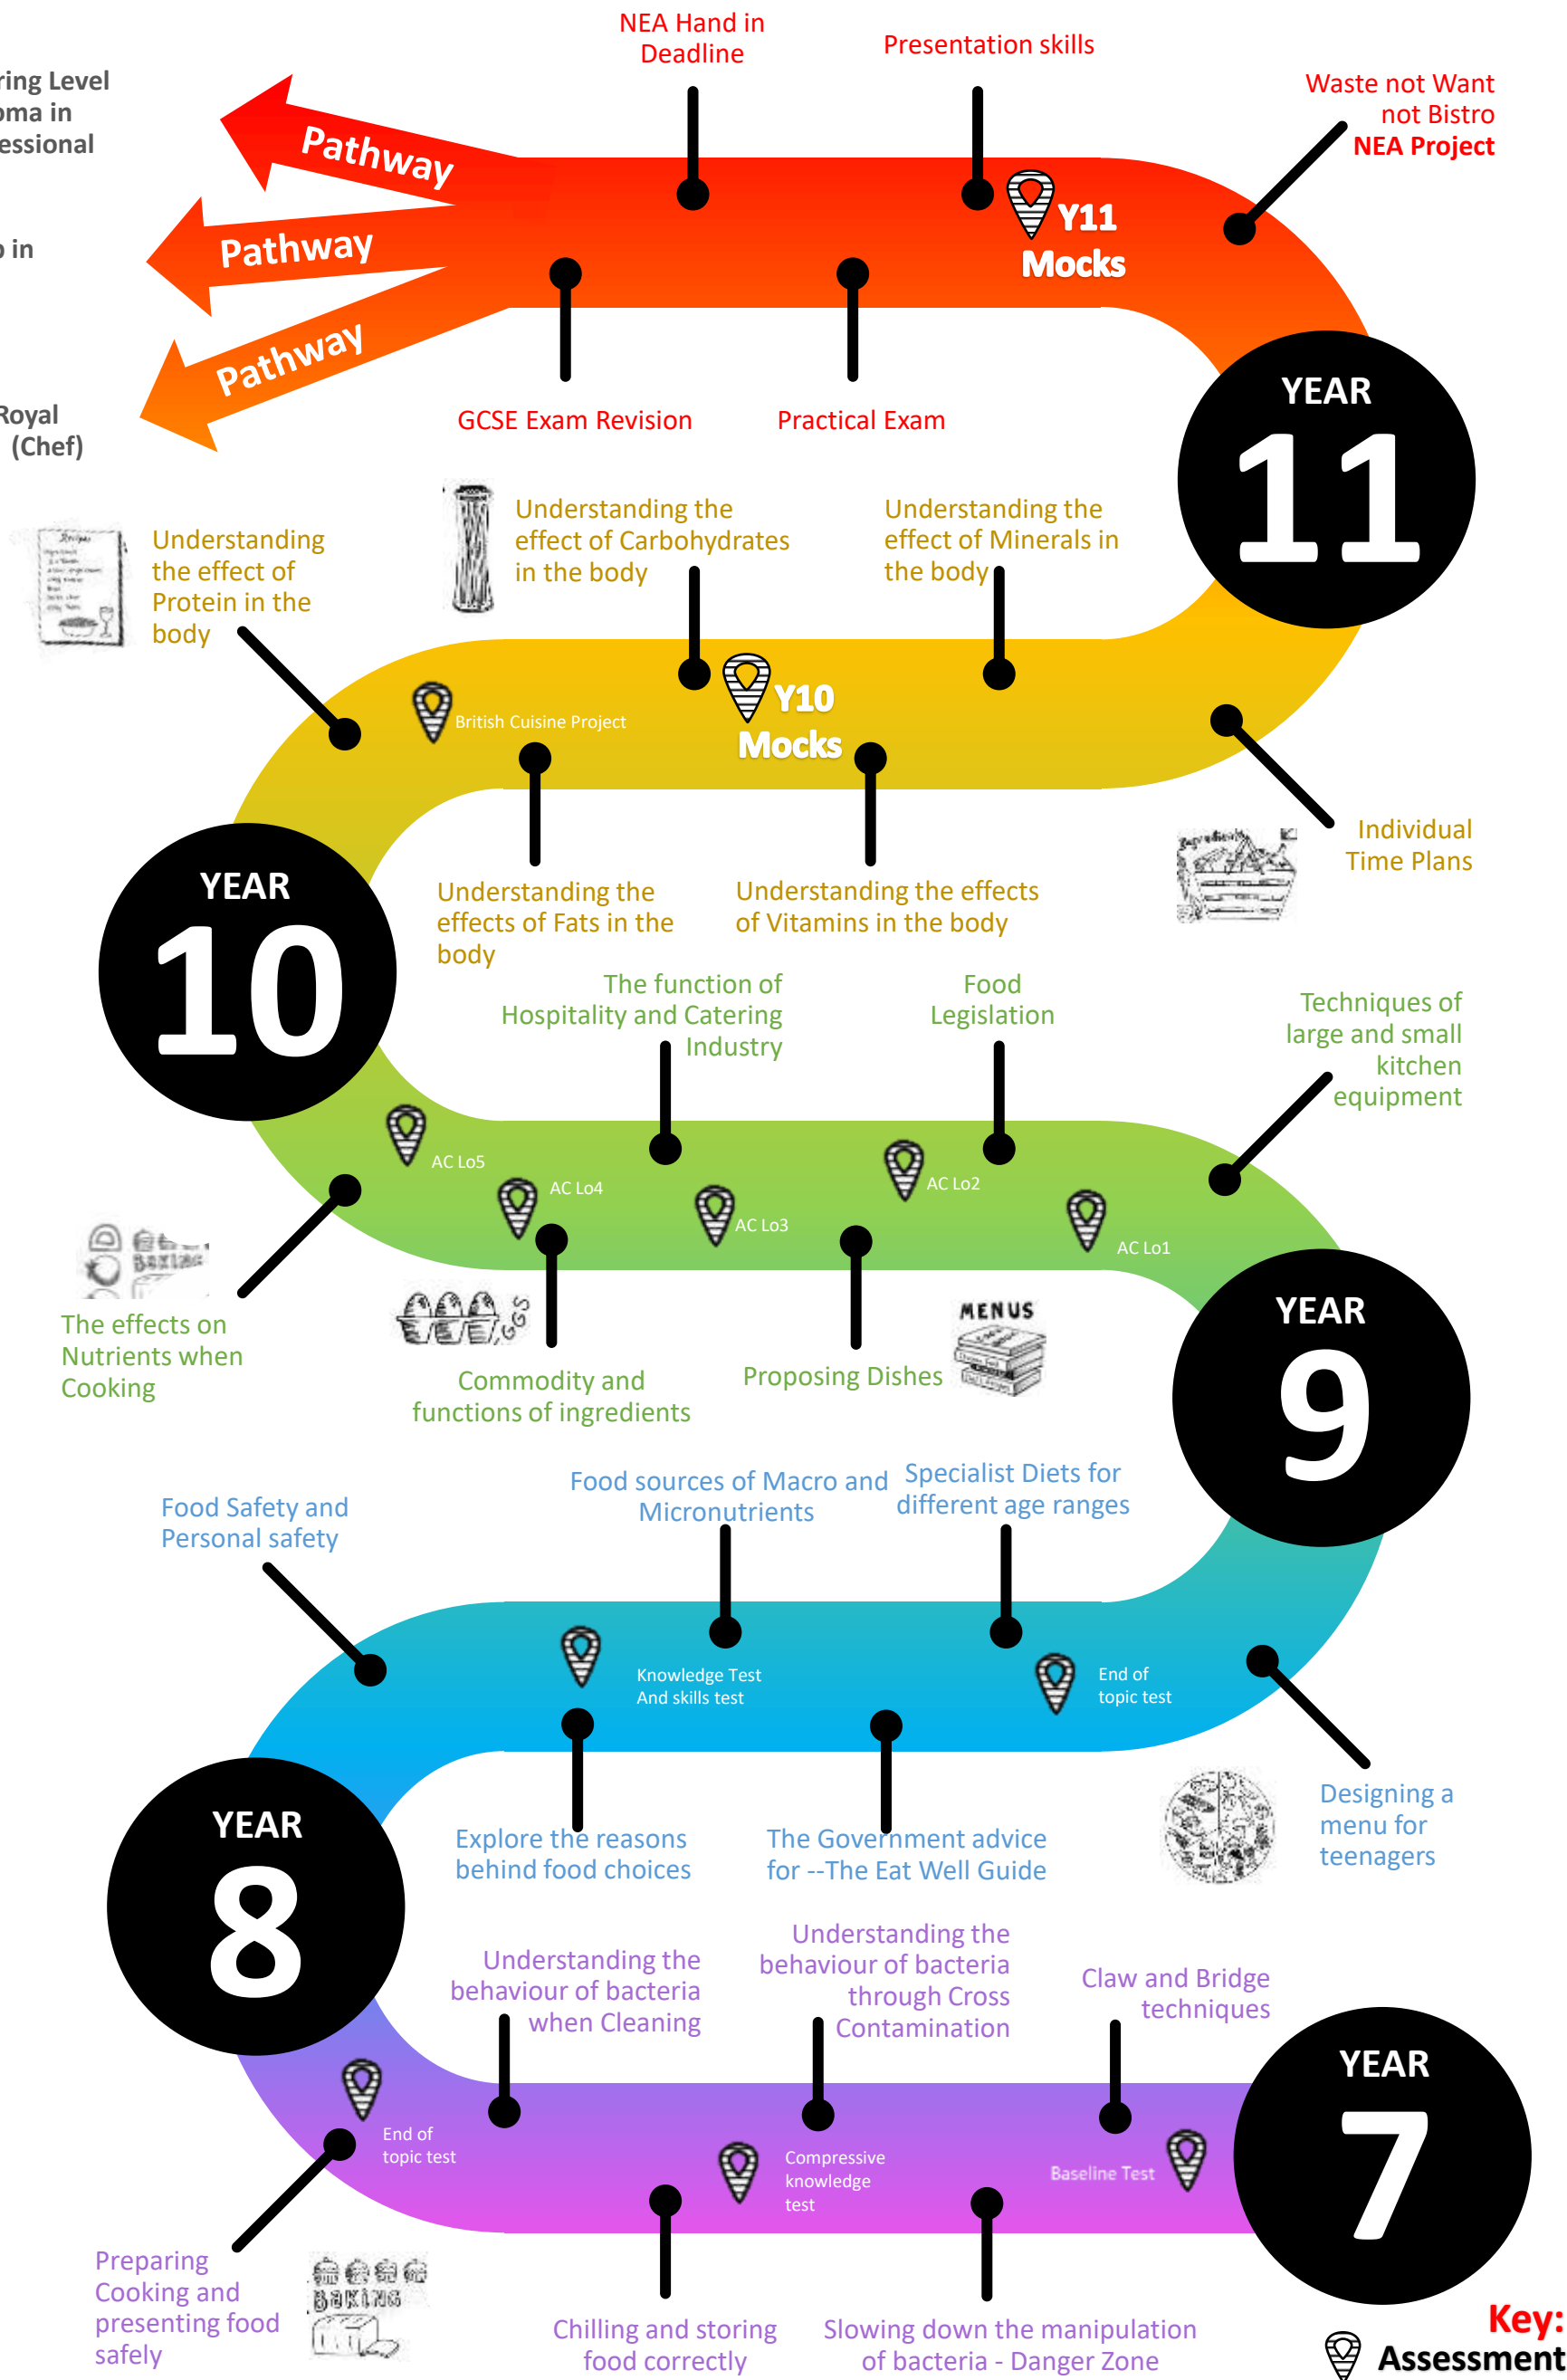 NEA Hand in
Deadline
Presentation skills
Waste not Want
not Bistro
NEA Project
ring Level
oma in
essional
o in
Royal
(Chef)
Pathway
Pathway
Pathway
Y11
Mocks
GCSE Exam Revision
Practical Exam
YEAR
11
Understanding
the effect of
Protein in the
body
Understanding the
effect of Carbohydrates
in the body
Understanding the
effect of Minerals in
the body
British Cuisine Project
Y10
Mocks
Individual
Time Plans
Understanding the
effects of Fats in the
body
Understanding the effects
of Vitamins in the body
YEAR
10
The function of
Hospitality and Catering
Industry
Food
Legislation
Techniques of
large and small
kitchen
equipment
AC Lo5
AC Lo4
AC Lo3
AC Lo2
AC Lo1
BAKING
The effects on
Nutrients when
Cooking
Commodity and
functions of ingredients
Proposing Dishes
MENUS
YEAR
9
Food Safety and
Personal safety
Food sources of Macro and
Micronutrients
Specialist Diets for
different age ranges
Knowledge Test
And skills test
End of
topic test
Explore the reasons
behind food choices
The Government advice
for --The Eat Well Guide
Designing a
menu for
teenagers
YEAR
8
Understanding the
behaviour of bacteria
when Cleaning
Understanding the
behaviour of bacteria
through Cross
Contamination
Claw and Bridge
techniques
End of
topic test
Compressive
knowledge
test
Baseline Test
YEAR
7
Preparing
Cooking and
presenting food
safely
BAKING
Chilling and storing
food correctly
Slowing down the manipulation
of bacteria - Danger Zone
Key:
Assessment